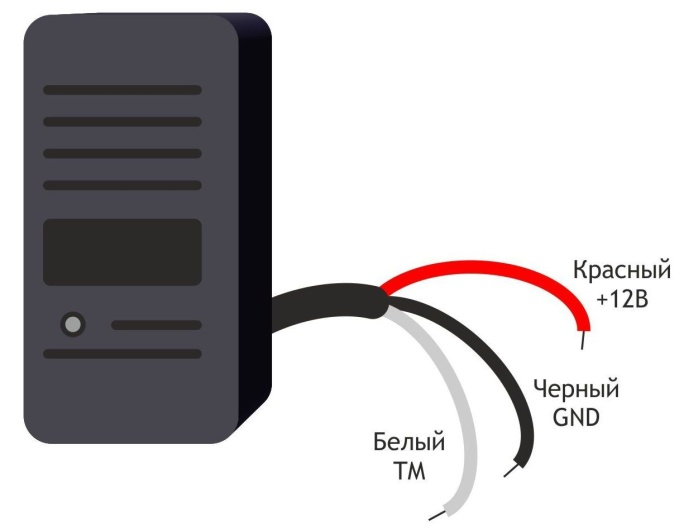 Красный
+12В
Черный
GND
Белый
ТМ